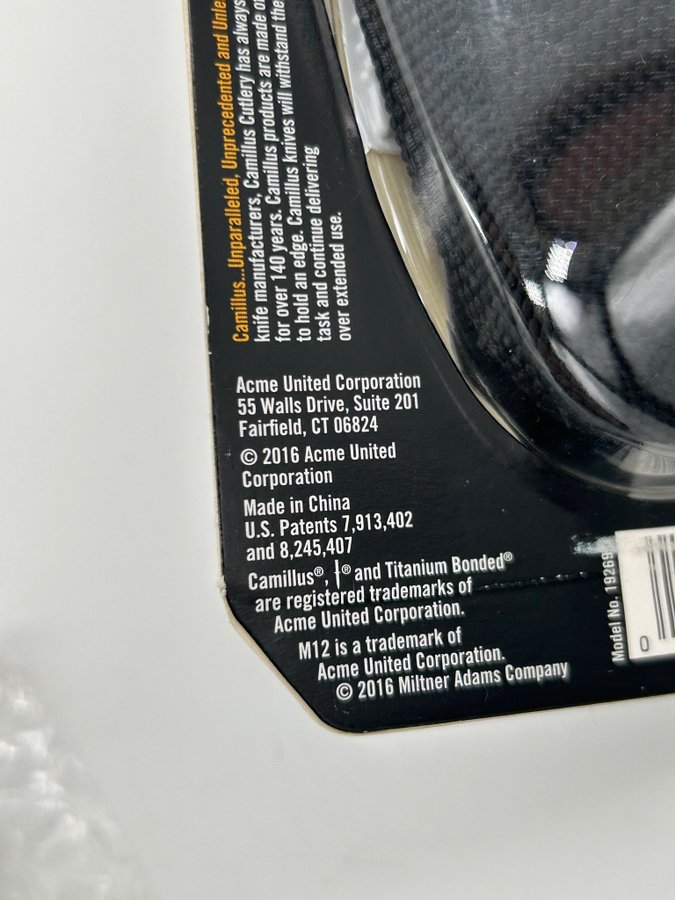 Camillus...Unparalleled, Unprecedented and
knife manufacturers, Camillus Cutlery has always
for over 140 years. Camillus products are made
to hold an edge. Camillus knives will withstand the
task and continue delivering
over extended use.
Acme United Corporation
55 Walls Drive, Suite 201
Fairfield, CT 06824
© 2016 Acme United
Corporation
Made in China
U.S. Patents 7,913,402
and 8,245,407
Camillus®, ® and Titanium Bonded®
are registered trademarks of
Acme United Corporation.
M12 is a trademark of
Acme United Corporation.
© 2016 Miltner Adams Company
Model No. 19269
0